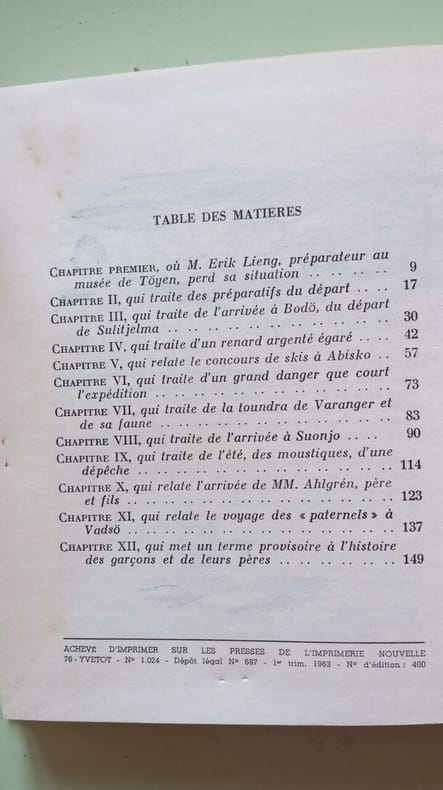 TABLE DES MATIERES
CHAPITRE PREMIER, où M. Erik Lieng, préparateur au
musée de Töyen, perd sa situation .. .. .. .. 9
CHAPITRE II, qui traite des préparatifs du départ .. .. 17
CHAPITRE III, qui traite de l'arrivée à Bodö, du départ
de Sulitjelma .. .. .. .. .. .. .. .. .. .. .. 30
CHAPITRE IV, qui traite d'un renard argenté égaré .. .. 42
CHAPITRE V, qui relate le concours de skis à Abisko .. 57
CHAPITRE VI, qui traite d'un grand danger que court
l'expédition .. .. .. .. .. .. .. .. .. .. .. .. 73
CHAPITRE VII, qui traite de la toundra de Varanger et
de sa faune .. .. .. .. .. .. .. .. .. .. .. .. 83
CHAPITRE VIII, qui traite de l'arrivée à Suonjo .. .. 90
CHAPITRE IX, qui traite de l'été, des moustiques, d'une
dépêche .. .. .. .. .. .. .. .. .. .. .. .. .. 114
CHAPITRE X, qui relate l'arrivée de MM. Ahlgrén, père
et fils .. .. .. .. .. .. .. .. .. .. .. .. .. 123
CHAPITRE XI, qui relate le voyage des « paternels » à
Vadsö .. .. .. .. .. .. .. .. .. .. .. .. .. 137
CHAPITRE XII, qui met un terme provisoire à l'histoire
des garçons et de leurs pères .. .. .. .. .. .. 149
ACHEVÉ D'IMPRIMER SUR LES PRESSES DE L'IMPRIMERIE NOUVELLE
76 - YVETOT - N° 1.024 - Dépôt légal N° 687 - 1er trim. 1963 - N° d'édition : 400